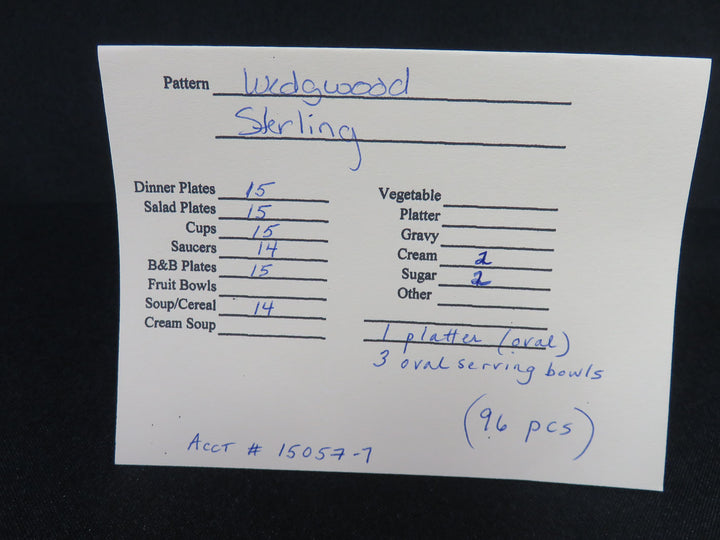 Pattern Wedgwood
Sterling
Dinner Plates 15
Salad Plates 15
Cups 15
Saucers 14
B&B Plates 15
Fruit Bowls
Soup/Cereal 14
Cream Soup
Vegetable
Platter
Gravy
Cream 2
Sugar 2
Other
1 platter (oval)
3 oval serving bowls
(96 pcs)
Acct # 15057-7